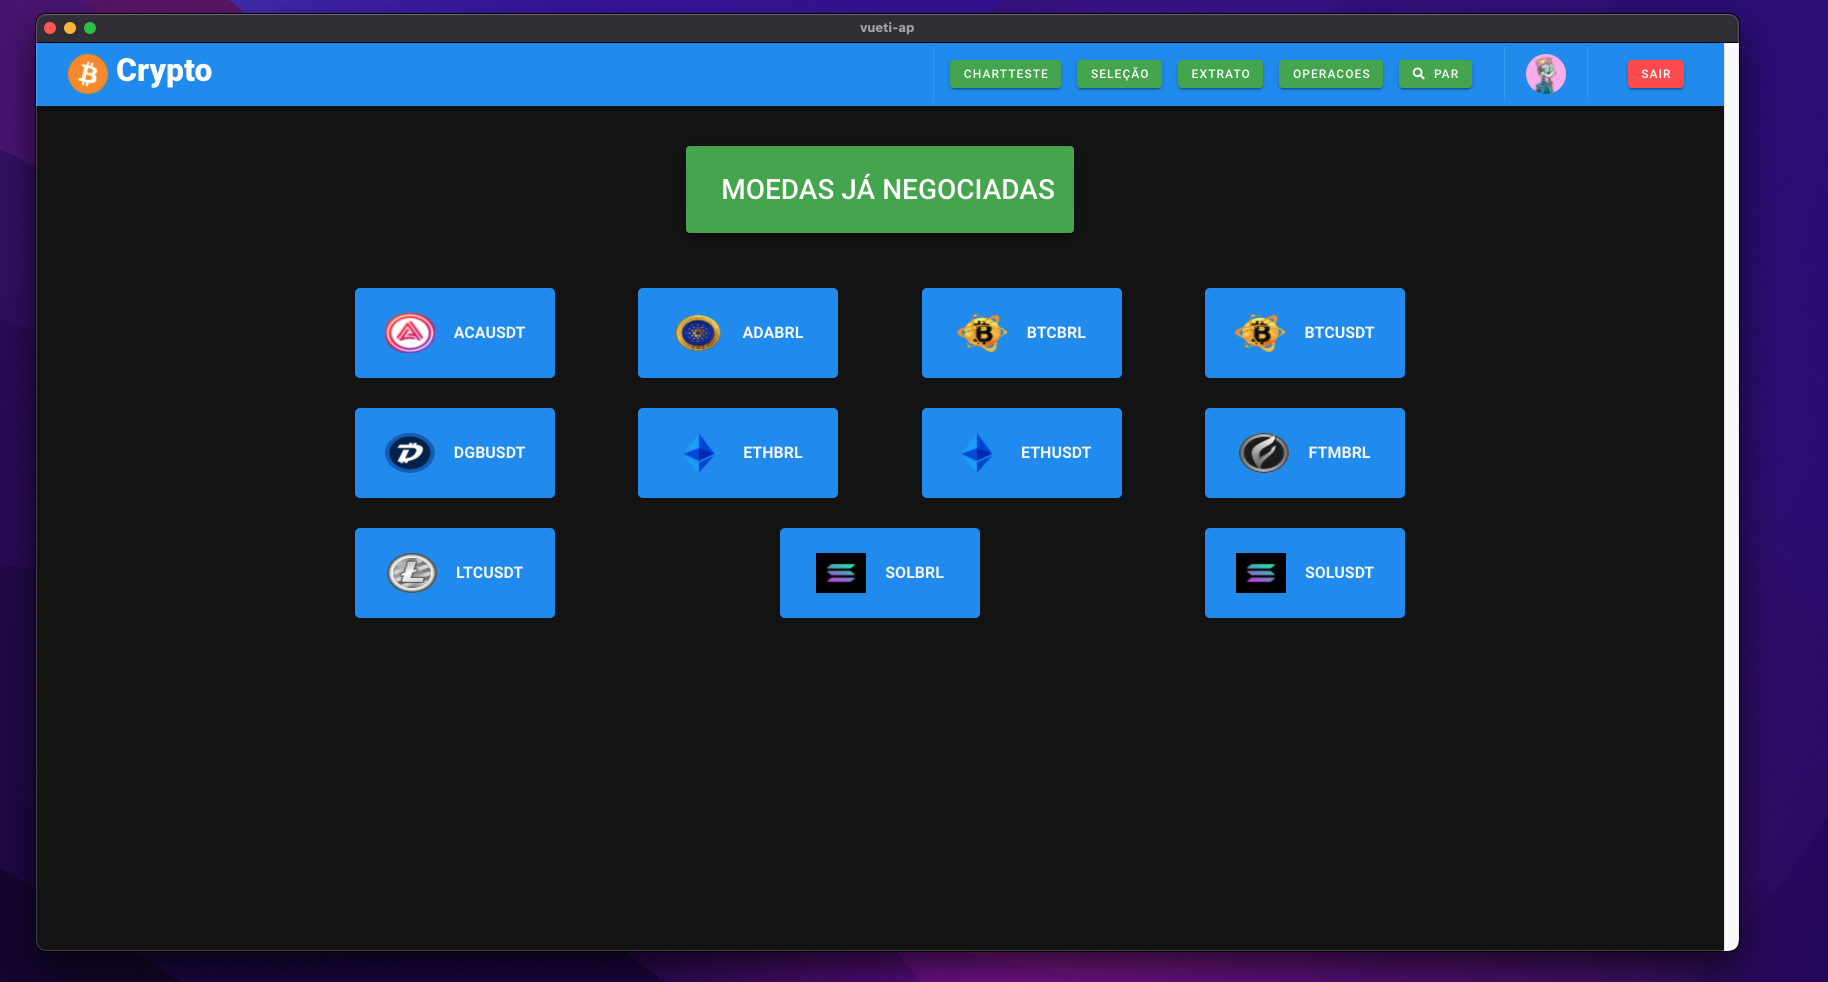 vueti-ap
Crypto
CHARTTESTE SELEÇÃO EXTRATO OPERACOES PAR SAIR
MOEDAS JÁ NEGOCIADAS
ACAUSDT ADABRL BTCBRL BTCUSDT
DGBUSDT ETHBRL ETHUSDT FTMBRL
LTCUSDT SOLBRL SOLUSDT